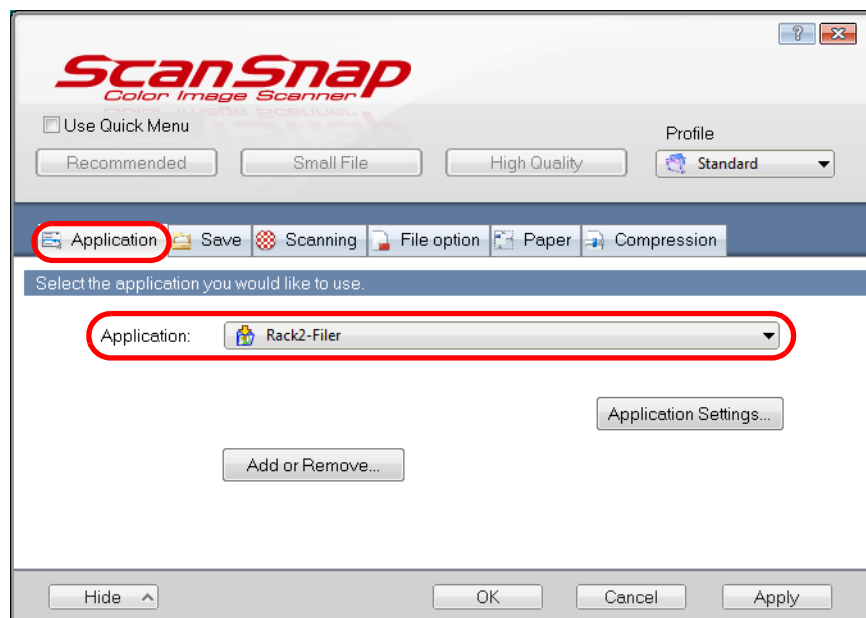 ScanSnap
Color Image Scanner
Use Quick Menu
Profile
Recommended Small File High Quality Standard
Application Save Scanning File option Paper Compression
Select the application you would like to use.
Application: Rack2-Filer
Application Settings...
Add or Remove...
Hide OK Cancel Apply